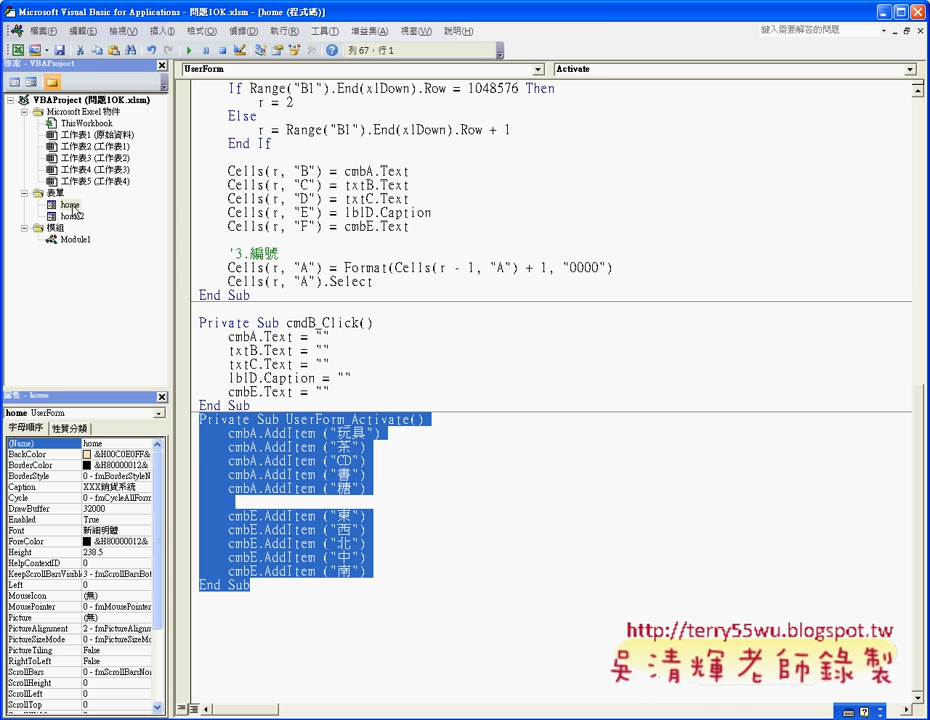 Microsoft Visual Basic for Applications - 問題1OK.xlsm - [home (程式碼)]
檔案(F) 編輯(E) 檢視(V) 插入(I) 格式(O) 偵錯(D) 執行(R) 工具(T) 增益集(A) 視窗(W) 說明(H)
鍵入需要解答的問題
列 67，行 1
專案 - VBAProject
VBAProject (問題1OK.xlsm)
Microsoft Excel 物件
ThisWorkbook
工作表1 (原始資料)
工作表2 (工作表1)
工作表3 (工作表2)
工作表4 (工作表3)
工作表5 (工作表4)
表單
home
home2
模組
Module1
屬性 - home
home UserForm
字母順序 性質分類
(Name) home
BackColor &H00C0E0FF&
BorderColor &H80000012&
BorderStyle 0 - fmBorderStyleN
Caption XXX銷貨系統
Cycle 0 - fmCycleAllForm
DrawBuffer 32000
Enabled True
Font 新細明體
ForeColor &H80000012&
Height 238.5
HelpContextID 0
KeepScrollBarsVisible 3 - fmScrollBarsBot
Left 0
MouseIcon (無)
MousePointer 0 - fmMousePointer
Picture (無)
PictureAlignment 2 - fmPictureAlignm
PictureSizeMode 0 - fmPictureSizeMo
PictureTiling False
RightToLeft False
ScrollBars 0 - fmScrollBarsNon
ScrollHeight 0
ScrollLeft 0
ScrollTop 0
UserForm
Activate
If Range("B1").End(xlDown).Row = 1048576 Then
r = 2
Else
r = Range("B1").End(xlDown).Row + 1
End If
Cells(r, "B") = cmbA.Text
Cells(r, "C") = txtB.Text
Cells(r, "D") = txtC.Text
Cells(r, "E") = lblD.Caption
Cells(r, "F") = cmbE.Text
'3.編號
Cells(r, "A") = Format(Cells(r - 1, "A") + 1, "0000")
Cells(r, "A").Select
End Sub
Private Sub cmdB_Click()
cmbA.Text = ""
txtB.Text = ""
txtC.Text = ""
lblD.Caption = ""
cmbE.Text = ""
End Sub
Private Sub UserForm_Activate()
cmbA.AddItem ("玩具")
cmbA.AddItem ("茶")
cmbA.AddItem ("CD")
cmbA.AddItem ("書")
cmbA.AddItem ("糖")
cmbE.AddItem ("東")
cmbE.AddItem ("西")
cmbE.AddItem ("北")
cmbE.AddItem ("中")
cmbE.AddItem ("南")
End Sub
http://terry55wu.blogspot.tw
吳清輝老師錄製